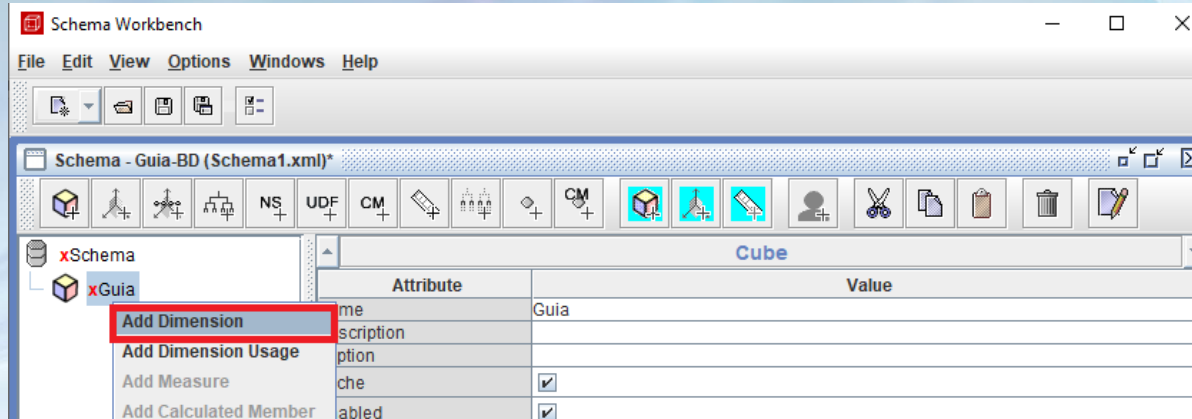 Schema Workbench
File Edit View Options Windows Help
Schema - Guia-BD (Schema1.xml)*
NS UDF CM CM
xSchema
Cube
xGuia
Attribute Value
me Guia
Add Dimension
scription
Add Dimension Usage
ption
Add Measure
che
Add Calculated Member
abled